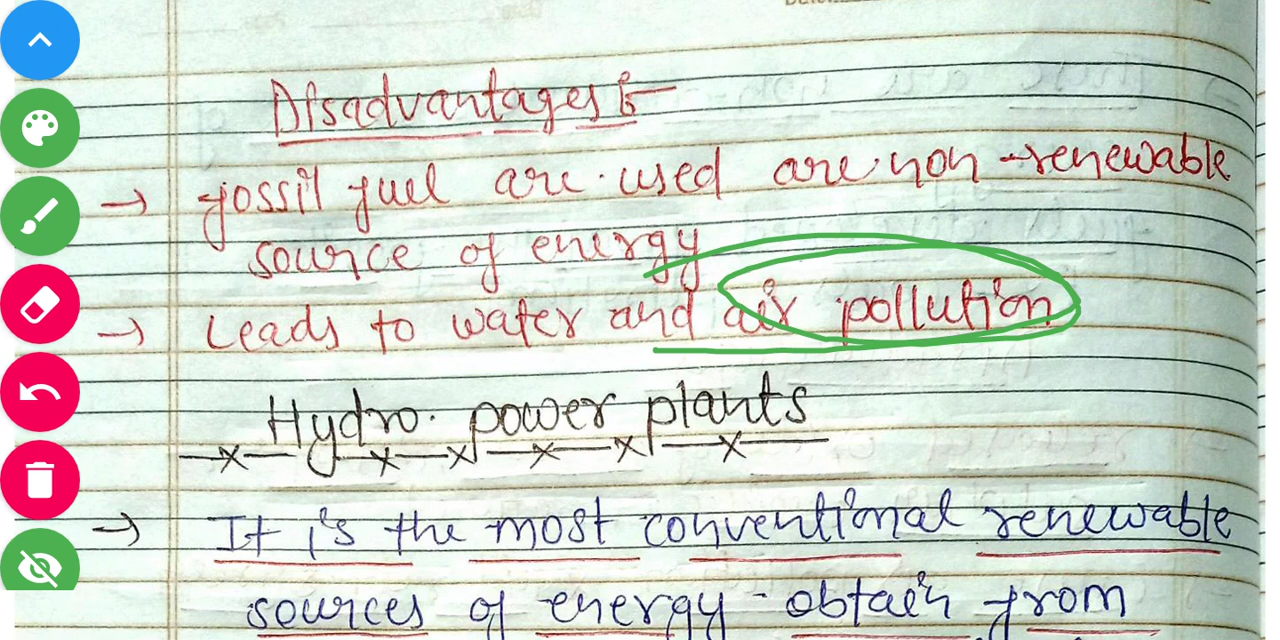 Disadvantages :-
→ fossil fuel are used are non-renewable
source of energy
→ Leads to water and air pollution
Hydro power plants
→ It is the most conventional renewable
sources of energy obtain from